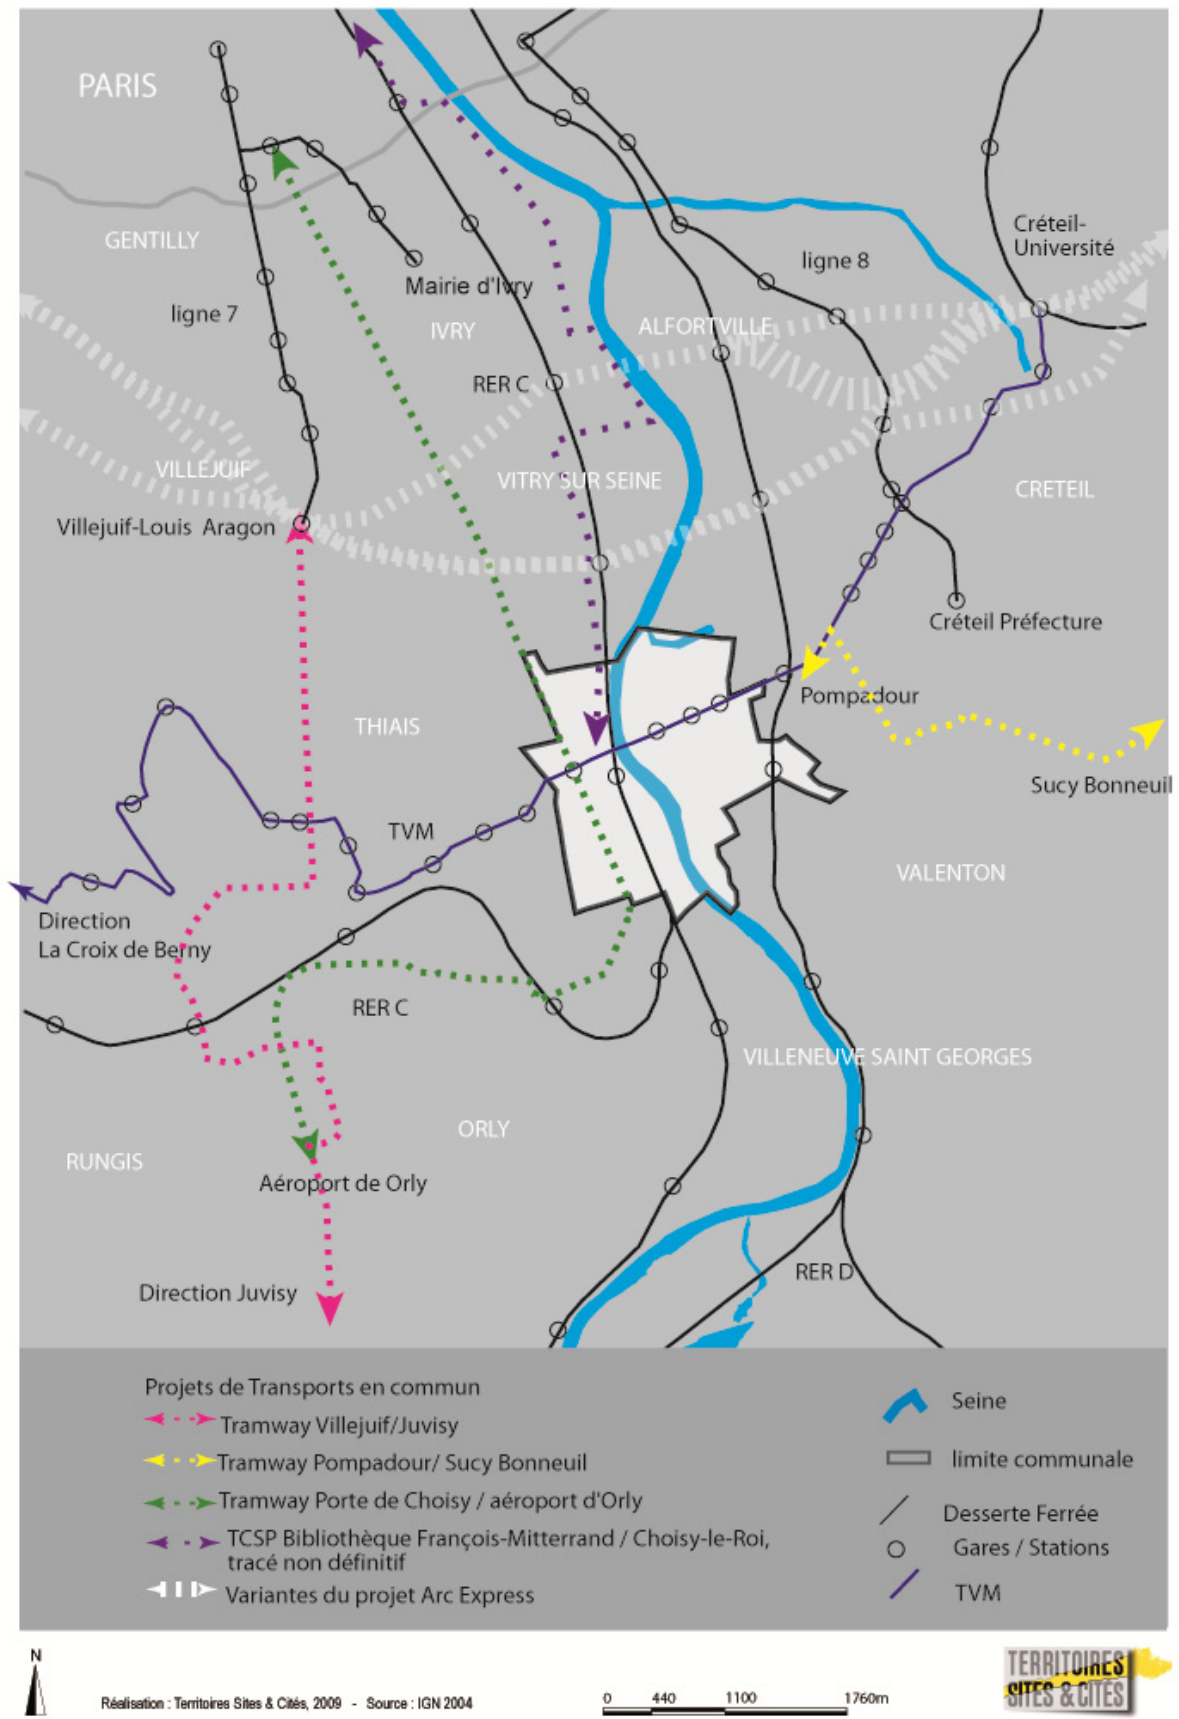 PARIS
Créteil-
Université
GENTILLY
ligne 8
Mairie d'Ivry
ligne 7
IVRY
ALFORTVILLE
RER C
VILLEJUIF
VITRY SUR SEINE
CRETEIL
Villejuif-Louis Aragon
Créteil Préfecture
Pompadour
THIAIS
Sucy Bonneuil
TVM
VALENTON
Direction
La Croix de Berny
RER C
VILLENEUVE SAINT GEORGES
ORLY
RUNGIS
Aéroport de Orly
RER D
Direction Juvisy
Projets de Transports en commun
Tramway Villejuif/Juvisy
Tramway Pompadour/ Sucy Bonneuil
Tramway Porte de Choisy / aéroport d'Orly
TCSP Bibliothèque François-Mitterrand / Choisy-le-Roi,
tracé non définitif
Variantes du projet Arc Express
Seine
limite communale
Desserte Ferrée
Gares / Stations
TVM
N
Réalisation : Territoires Sites & Cités, 2009 - Source : IGN 2004
0 440 1100 1760m
TERRITOIRES
SITES & CITÉS